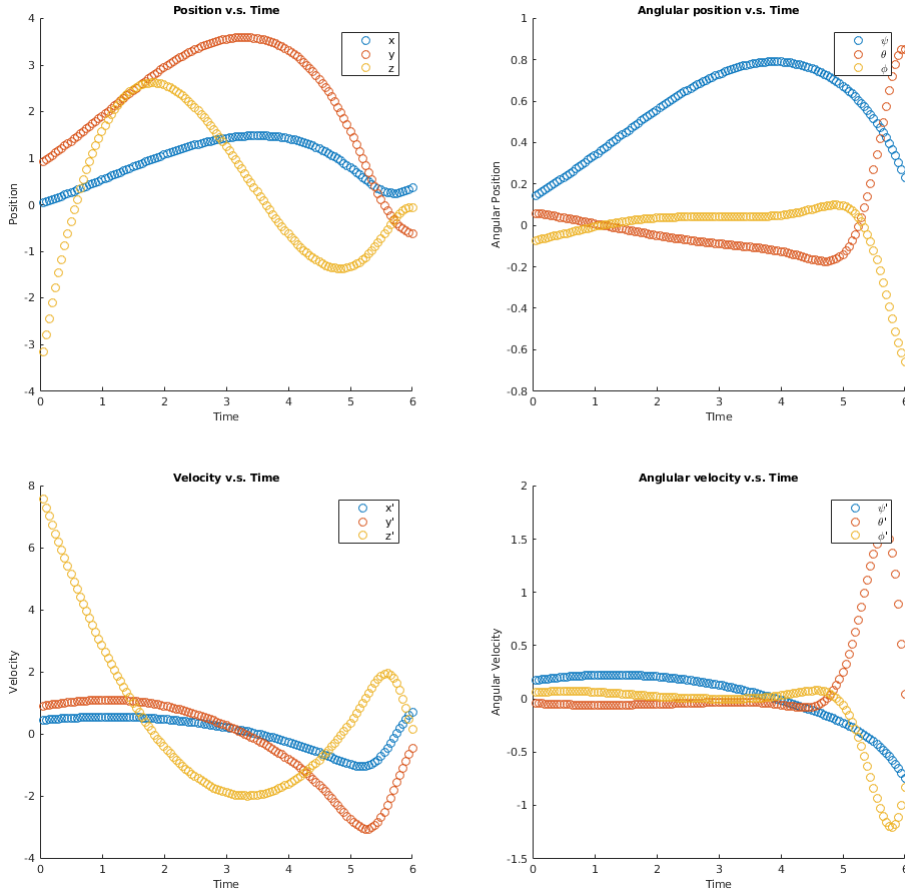 Position v.s. Time
4
3
2
1
0
-1
-2
-3
-4
Position
0 1 2 3 4 5 6
Time
x
y
z
Anglular position v.s. Time
1
0.8
0.6
0.4
0.2
0
-0.2
-0.4
-0.6
-0.8
Angular Position
0 1 2 3 4 5 6
TIme
ψ
θ
ϕ
Velocity v.s. Time
8
6
4
2
0
-2
-4
Velocity
0 1 2 3 4 5 6
Time
x'
y'
z'
Anglular velocity v.s. Time
2
1.5
1
0.5
0
-0.5
-1
-1.5
Angular Velocity
0 1 2 3 4 5 6
TIme
ψ'
θ'
ϕ'